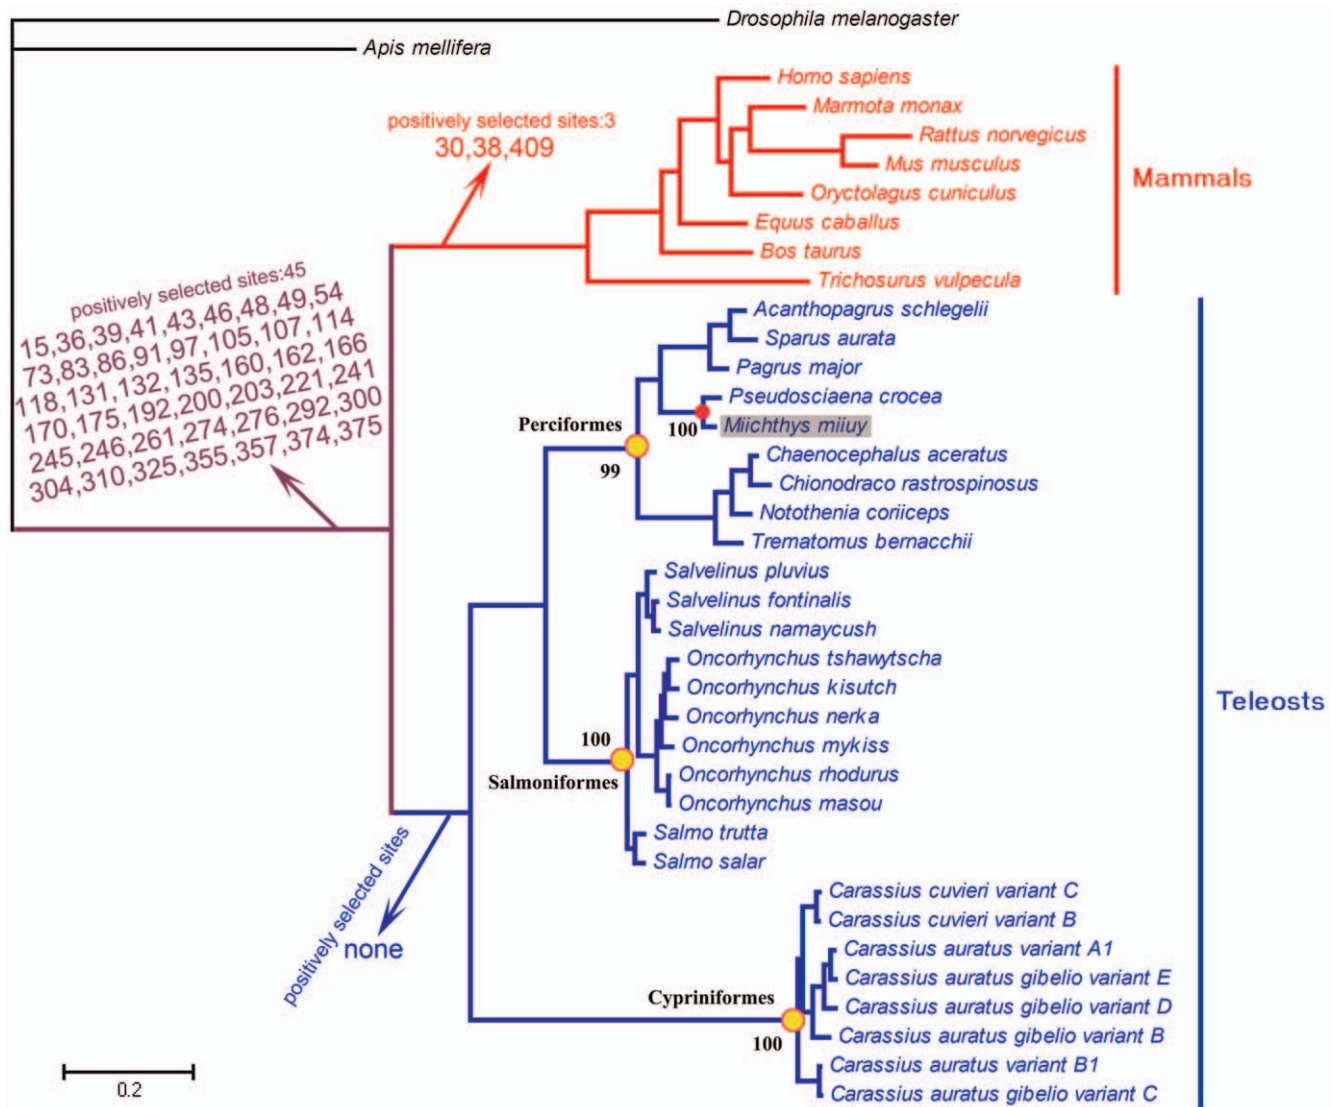 Drosophila melanogaster
Apis mellifera
Homo sapiens
Marmota monax
positively selected sites:3
30,38,409
Rattus norvegicus
Mus musculus
Mammals
Oryctolagus cuniculus
Equus caballus
Bos taurus
Trichosurus vulpecula
positively selected sites:45
15,36,39,41,43,46,48,49,54
73,83,86,91,97,105,107,114
118,131,132,135,160,162,166
170,175,192,200,203,221,241
245,246,261,274,276,292,300
304,310,325,355,357,374,375
Acanthopagrus schlegelii
Sparus aurata
Pagrus major
Pseudosciaena crocea
Perciformes
100
Miichthys miiuy
99
Chaenocephalus aceratus
Chionodraco rastrospinosus
Notothenia coriiceps
Trematomus bernacchii
Salvelinus pluvius
Salvelinus fontinalis
Salvelinus namaycush
Oncorhynchus tshawytscha
Oncorhynchus kisutch
Teleosts
Oncorhynchus nerka
100
Oncorhynchus mykiss
Salmoniformes
Oncorhynchus rhodurus
Oncorhynchus masou
Salmo trutta
Salmo salar
positively selected sites
none
Carassius cuvieri variant C
Carassius cuvieri variant B
Carassius auratus variant A1
Carassius auratus gibelio variant E
Cypriniformes
Carassius auratus gibelio variant D
100
Carassius auratus gibelio variant B
Carassius auratus variant B1
Carassius auratus gibelio variant C
0.2